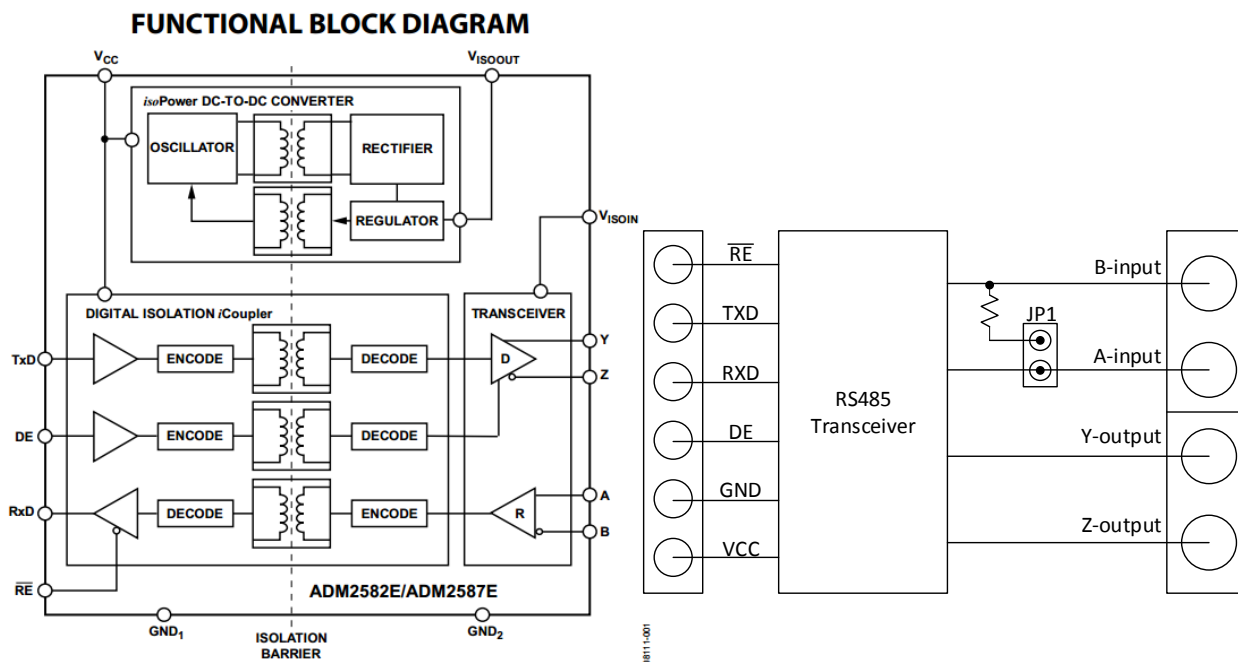 FUNCTIONAL BLOCK DIAGRAM
VCC
VISOOUT
isoPower DC-TO-DC CONVERTER
OSCILLATOR
RECTIFIER
REGULATOR
VISOIN
DIGITAL ISOLATION iCoupler
TRANSCEIVER
TxD
ENCODE
DECODE
D
Y
Z
DE
ENCODE
DECODE
RxD
DECODE
ENCODE
R
A
B
RE
ADM2582E/ADM2587E
GND1
ISOLATION
BARRIER
GND2
08111-001
RE
TXD
RXD
DE
GND
VCC
RS485
Transceiver
B-input
JP1
A-input
Y-output
Z-output